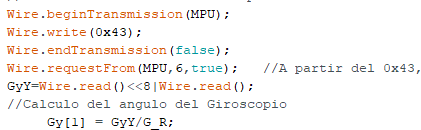 Wire.beginTransmission(MPU);
Wire.write(0x43);
Wire.endTransmission(false);
Wire.requestFrom(MPU,6,true);   //A partir del 0x43,
GyY=Wire.read()<<8|Wire.read();
//Calculo del angulo del Giroscopio
Gy[1] = GyY/G_R;